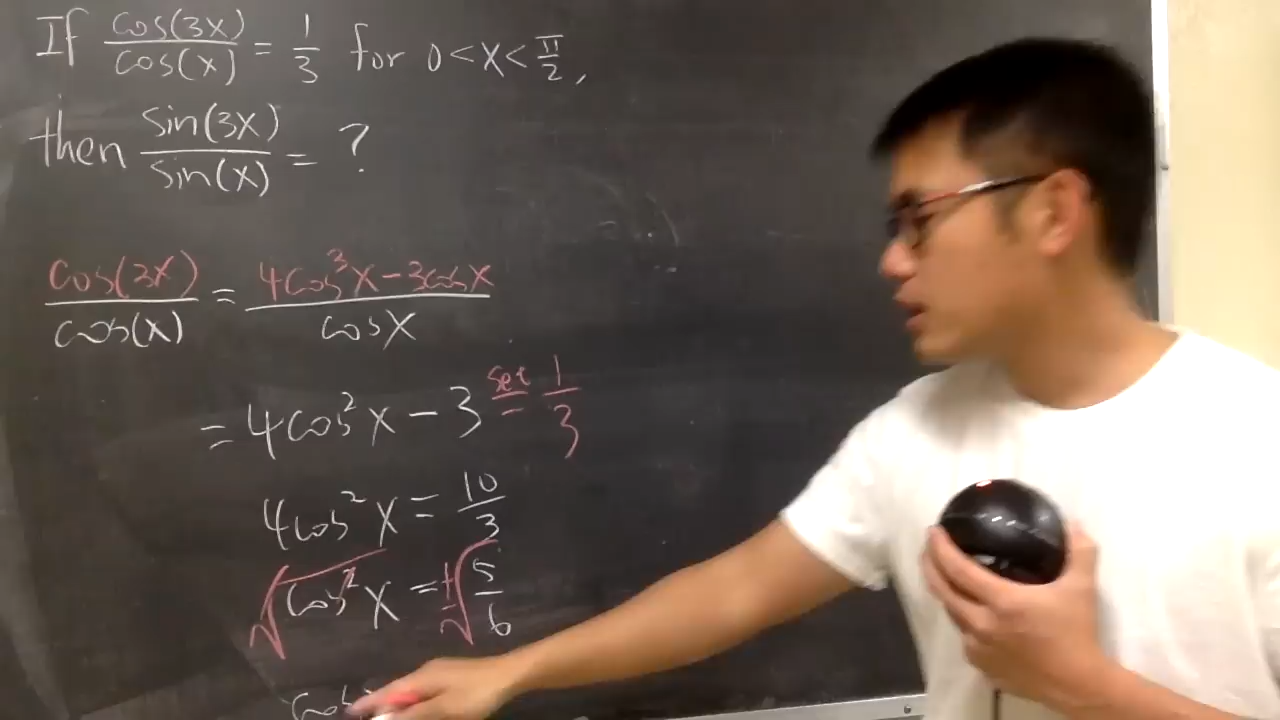 If cos(3x)/cos(x) = 1/3 for 0 < x < π/2,
then sin(3x)/sin(x) = ?
cos(3x)/cos(x) = (4cos³x - 3cosx)/cosx
= 4cos²x - 3 set= 1/3
4cos²x = 10/3
√cos²x = ±√5/6
cos